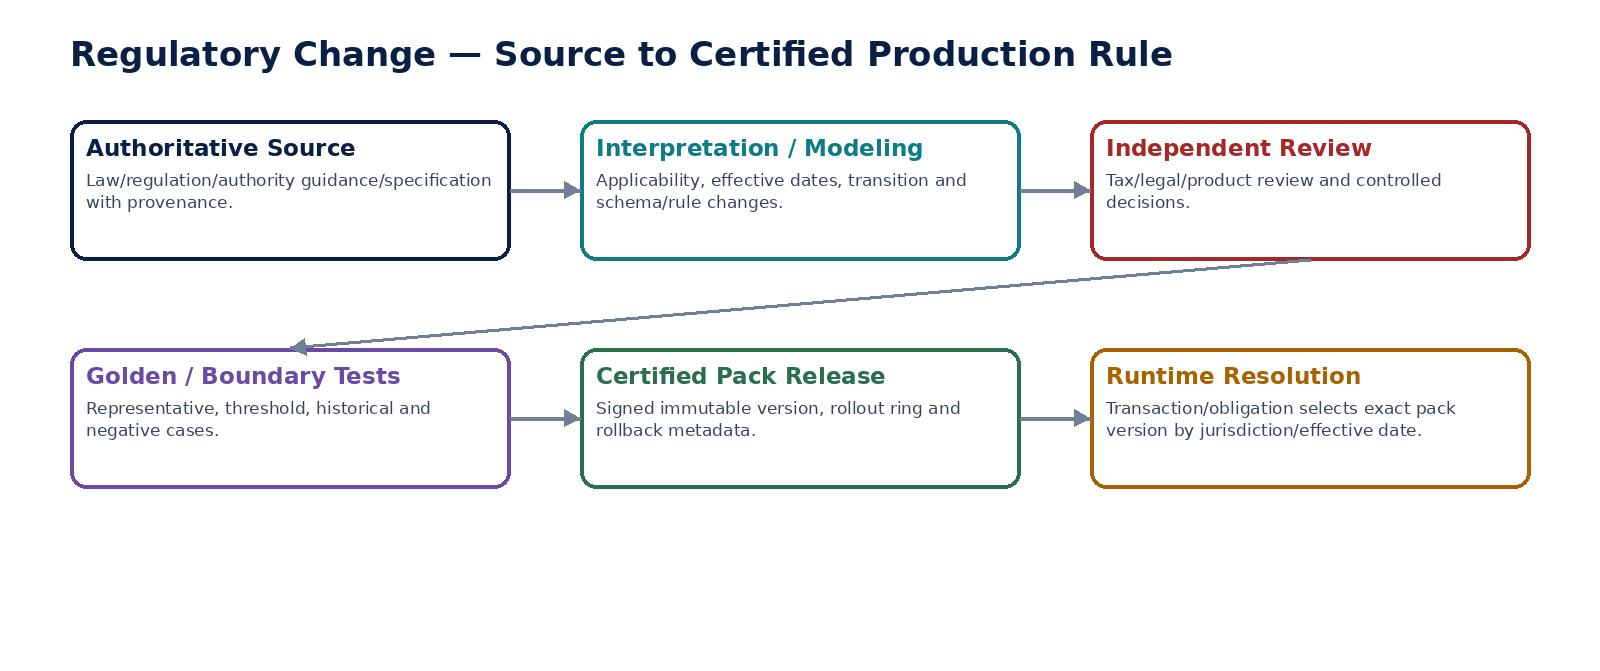 Regulatory Change — Source to Certified Production Rule
Authoritative Source
Law/regulation/authority guidance/specification
with provenance.
Interpretation / Modeling
Applicability, effective dates, transition and
schema/rule changes.
Independent Review
Tax/legal/product review and controlled
decisions.
Golden / Boundary Tests
Representative, threshold, historical and
negative cases.
Certified Pack Release
Signed immutable version, rollout ring and
rollback metadata.
Runtime Resolution
Transaction/obligation selects exact pack
version by jurisdiction/effective date.